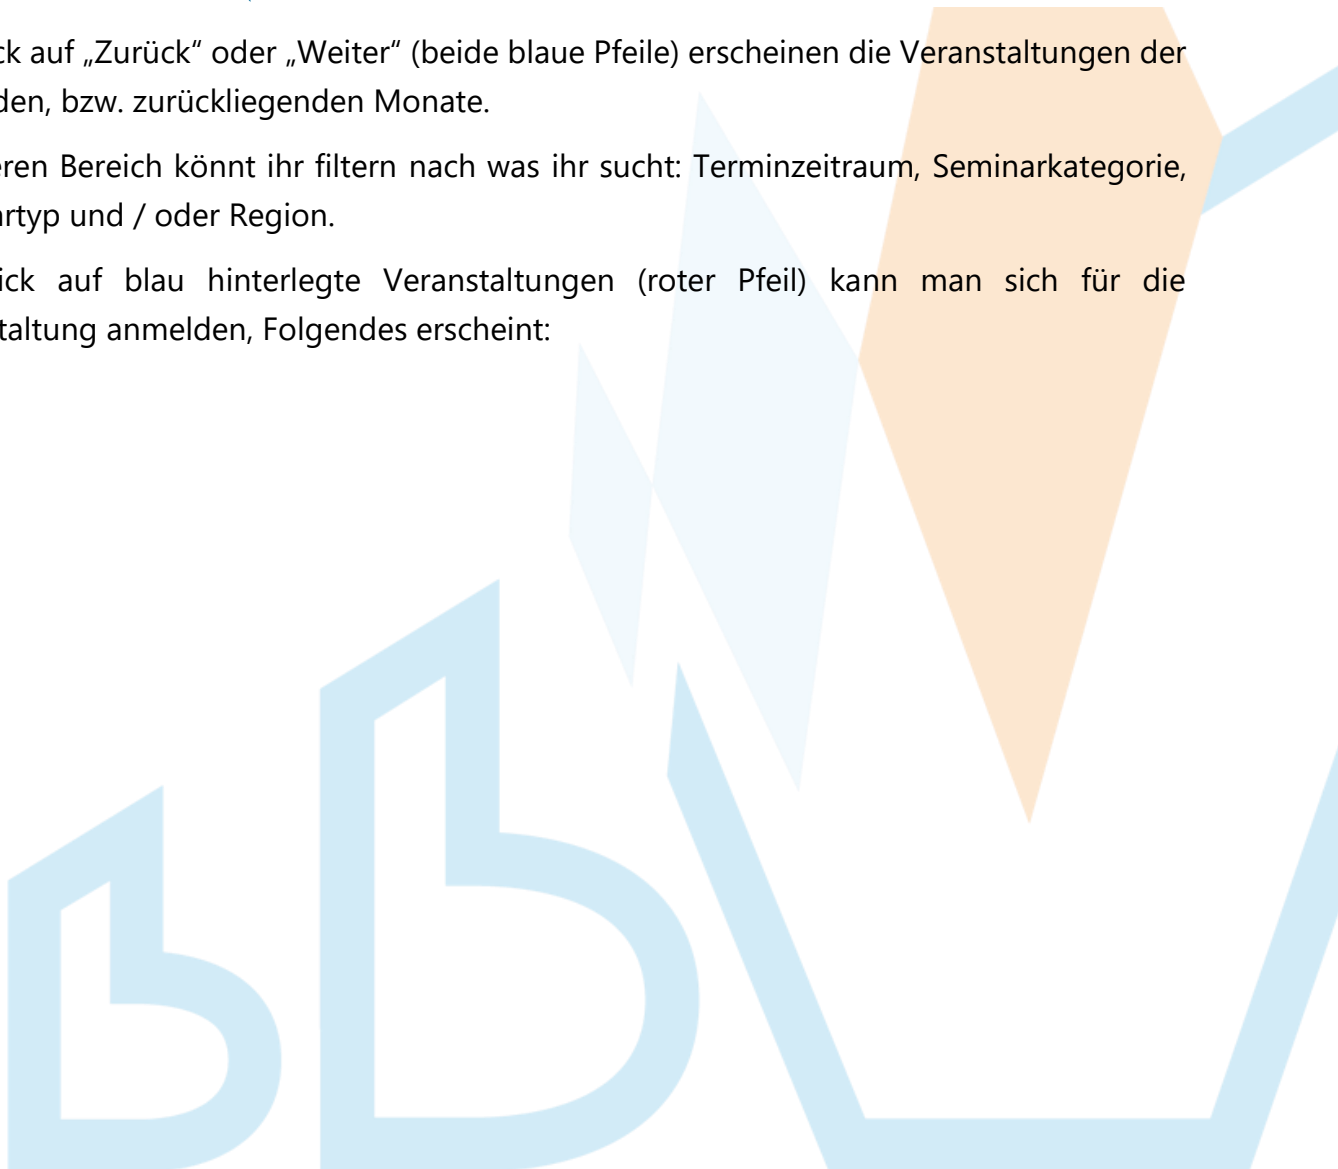 ck auf „Zurück“ oder „Weiter“ (beide blaue Pfeile) erscheinen die Veranstaltungen der
den, bzw. zurückliegenden Monate.
eren Bereich könnt ihr filtern nach was ihr sucht: Terminzeitraum, Seminarkategorie,
artyp und / oder Region.
ick auf blau hinterlegte Veranstaltungen (roter Pfeil) kann man sich für die
taltung anmelden, Folgendes erscheint: